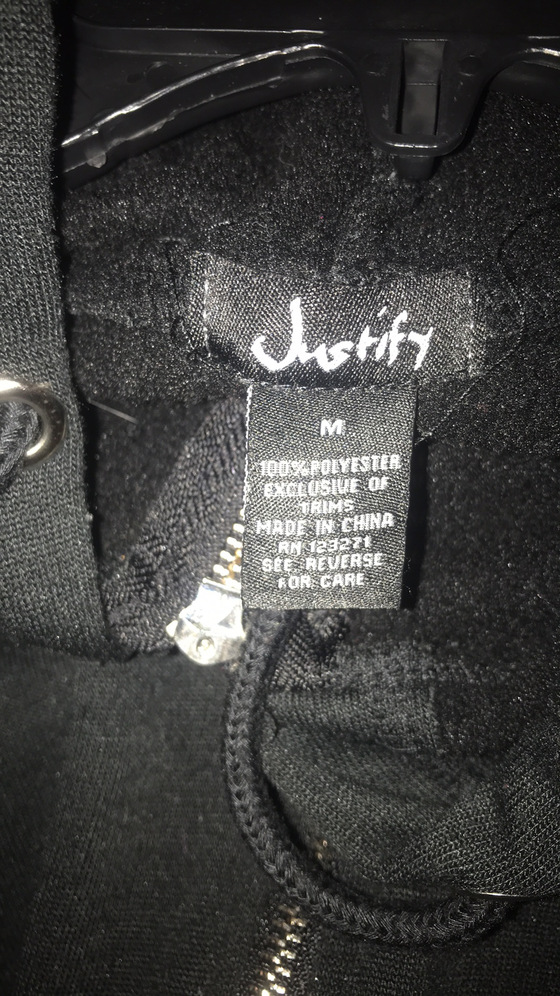 Justify
M
100% POLYESTER
EXCLUSIVE OF
TRIMS
MADE IN CHINA
RN 123271
SEE REVERSE
FOR CARE